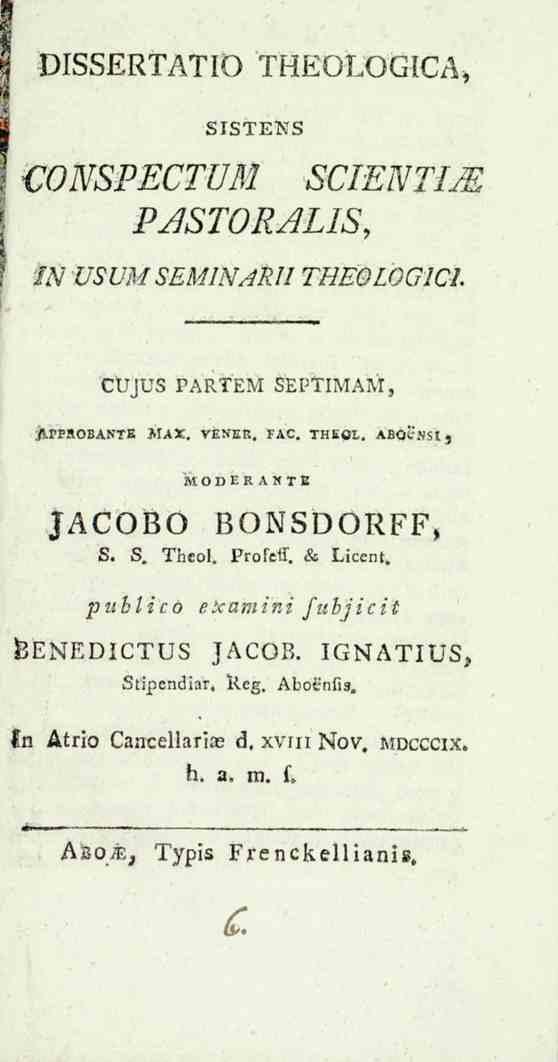 DISSERTATIO THEOLOGICA,
SISTENS
CONSPECTUM SCIENTIÆ
PASTORALIS,
IN USUM SEMINARII THEOLOGICI.
CUJUS PARTEM SEPTIMAM,
APPROBANTE MAX. VENER. FAC. THEOL. ABOËNSI,
MODERANTE
JACOBO BONSDORFF,
S. S. Theol. Profeſſ. & Licent.
publico examini ſubjicit
BENEDICTUS JACOB. IGNATIUS,
Stipendiar. Reg. Aboënſis.
In Atrio Cancellariæ d. XVIII Nov. MDCCCIX.
h. a. m. ſ.
ABOÆ, Typis Frenckellianis.
6.